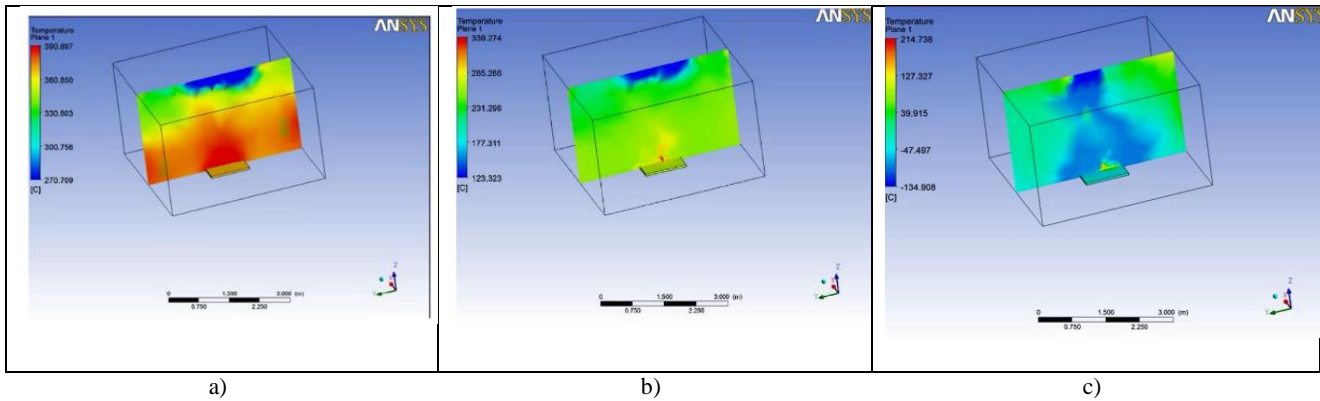 ANSYS
Temperature
Plane 1
390.897
360.850
330.803
300.756
270.709
[C]
Z
X
Y
0 1.500 3.000 (m)
0.750 2.250
a)
ANSYS
Temperature
Plane 1
339.274
285.286
231.298
177.311
123.323
[C]
Z
X
Y
0 1.500 3.000 (m)
0.750 2.250
b)
ANSYS
Temperature
Plane 1
214.738
127.327
39.915
-47.497
-134.908
[C]
Z
X
Y
0 1.500 3.000 (m)
0.750 2.250
c)